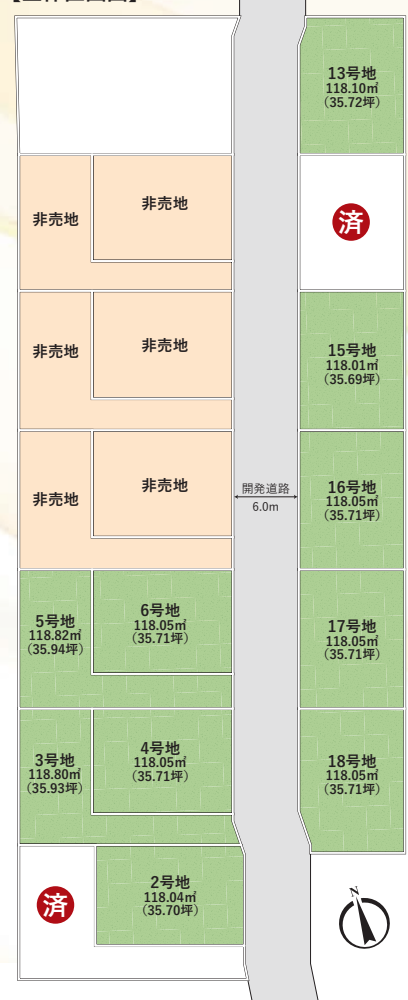 13号地
118.10㎡
(35.72坪)
非売地
非売地
済
非売地
非売地
15号地
118.01㎡
(35.69坪)
非売地
非売地
開発道路
6.0m
16号地
118.05㎡
(35.71坪)
5号地
118.82㎡
(35.94坪)
6号地
118.05㎡
(35.71坪)
17号地
118.05㎡
(35.71坪)
3号地
118.80㎡
(35.93坪)
4号地
118.05㎡
(35.71坪)
18号地
118.05㎡
(35.71坪)
済
2号地
118.04㎡
(35.70坪)
N